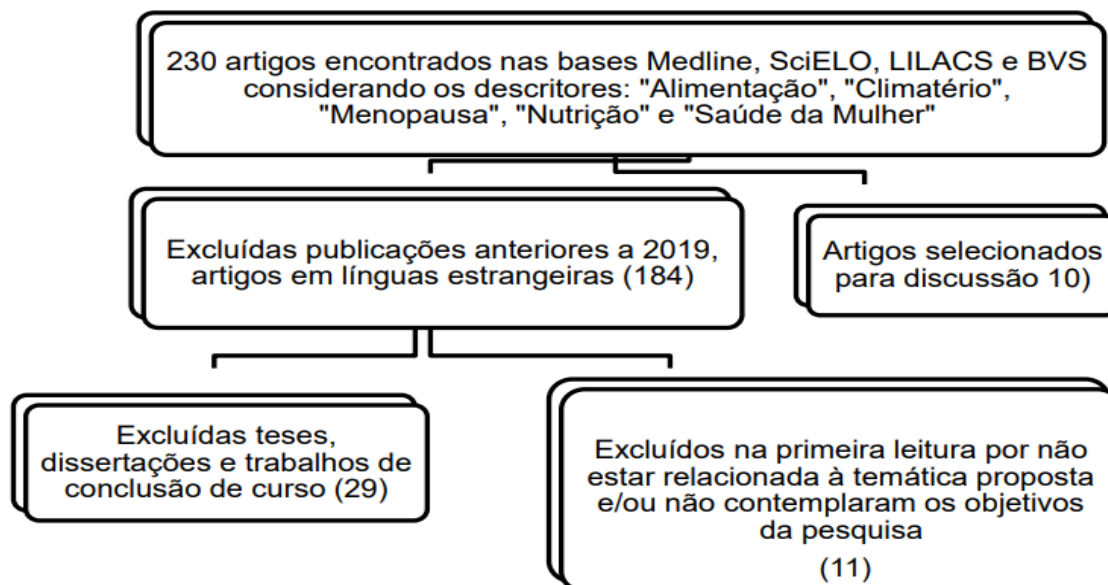 230 artigos encontrados nas bases Medline, SciELO, LILACS e BVS
considerando os descritores: "Alimentação", "Climatério",
"Menopausa", "Nutrição" e "Saúde da Mulher"
Excluídas publicações anteriores a 2019,
artigos em línguas estrangeiras (184)
Artigos selecionados
para discussão 10)
Excluídas teses,
dissertações e trabalhos de
conclusão de curso (29)
Excluídos na primeira leitura por não
estar relacionada à temática proposta
e/ou não contemplaram os objetivos
da pesquisa
(11)